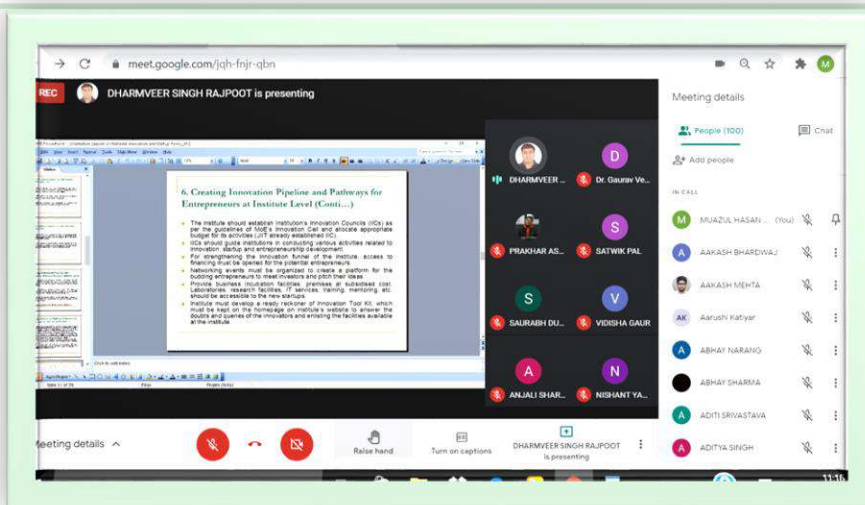 meet.google.com/jqh-fnjr-qbn
M
REC
DHARMVEER SINGH RAJPOOT is presenting
6. Creating Innovation Pipeline and Pathways for
Entrepreneurs at Institute Level (Conti…)
The institute should establish institution's Innovation Councils (IICs) as
per the guidelines of MoE's Innovation Cell and allocate appropriate
budget for its activities (JIIT already established IIC).
IICs should guide institutions in conducting various activities related to
innovation, startup and entrepreneurship development.
For strengthening the innovation funnel of the institute, access to
financing must be opened for the potential entrepreneurs.
Networking events must be organized to create a platform for the
budding entrepreneurs to meet investors and pitch their ideas.
Provide business incubation facilities: premises at subsidised cost.
Laboratories, research facilities, IT services, training, mentoring, etc.
should be accessible to the new startups.
Institute must develop a ready reckoner of Innovation Tool Kit, which
must be kept on the homepage on institute's website to answer the
doubts and queries of the innovators and enlisting the facilities available
at the institute.
Click to add notes
DHARMVEER ...
D
Dr. Gaurav Ve...
PRAKHAR AS...
S
SATWIK PAL
S
SAURABH DU...
V
VIDISHA GAUR
A
ANJALI SHAR...
N
NISHANT YA...
Meeting details
People (100)
Chat
Add people
IN CALL
M
MUAZUL HASAN ... (You)
A
AAKASH BHARDWAJ
AAKASH MEHTA
AK
Aarushi Katiyar
A
ABHAY NARANG
ABHAY SHARMA
A
ADITI SRIVASTAVA
A
ADITYA SINGH
Meeting details
Raise hand
Turn on captions
DHARMVEER SINGH RAJPOOT
is presenting
11:16